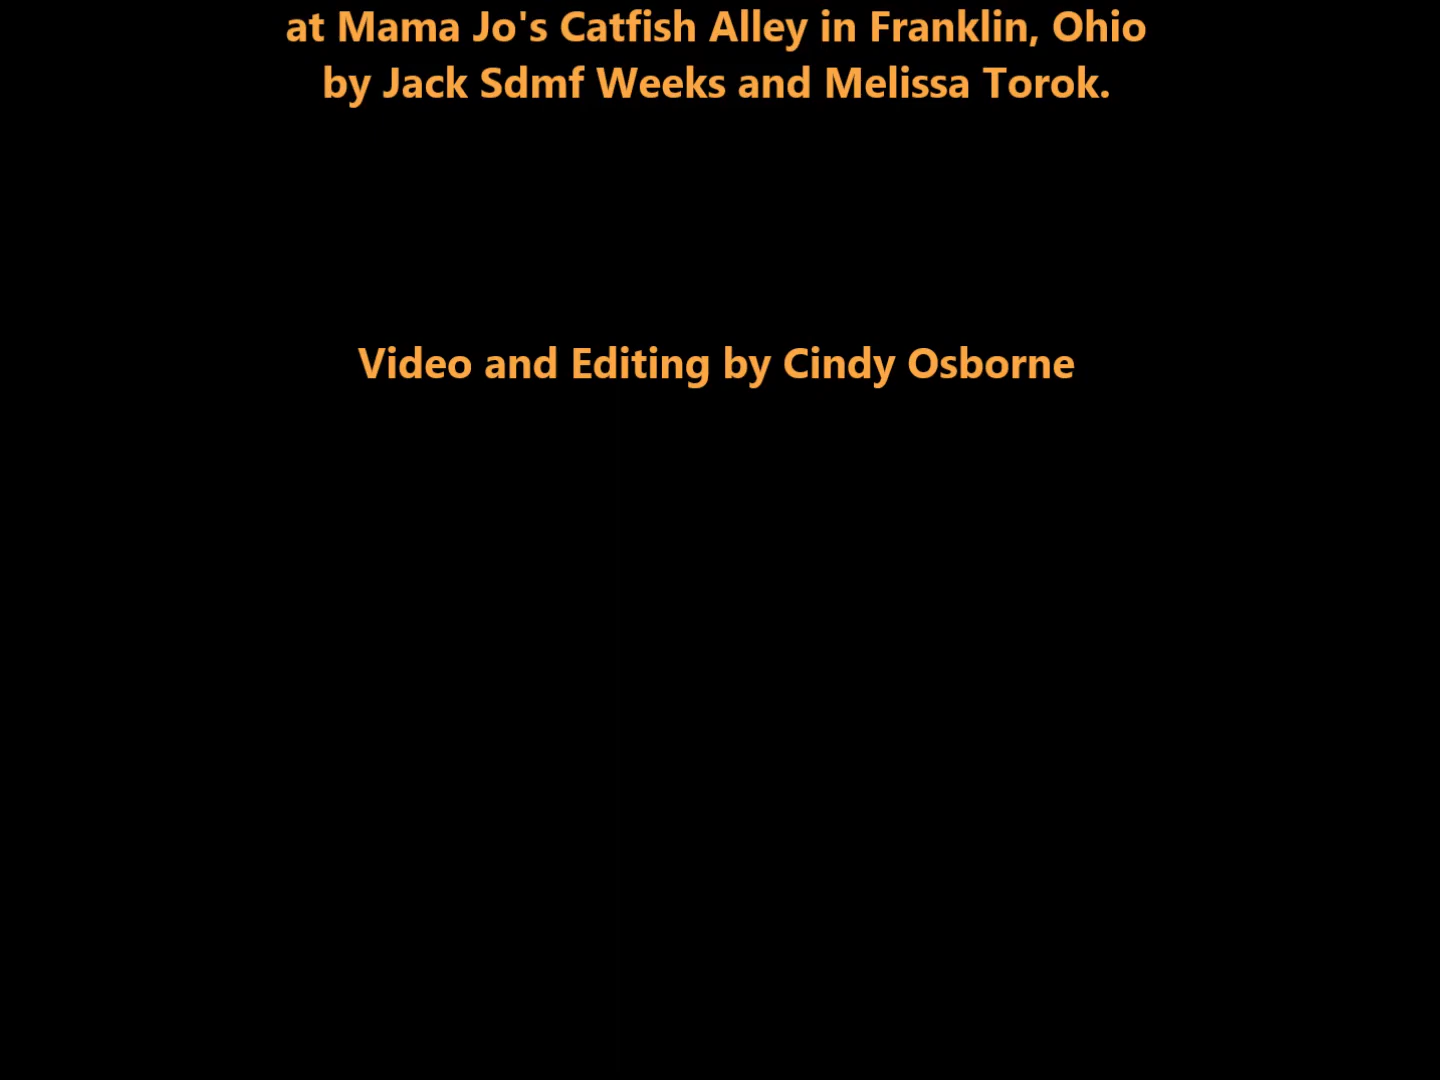 at Mama Jo's Catfish Alley in Franklin, Ohio
by Jack Sdmf Weeks and Melissa Torok.
Video and Editing by Cindy Osborne